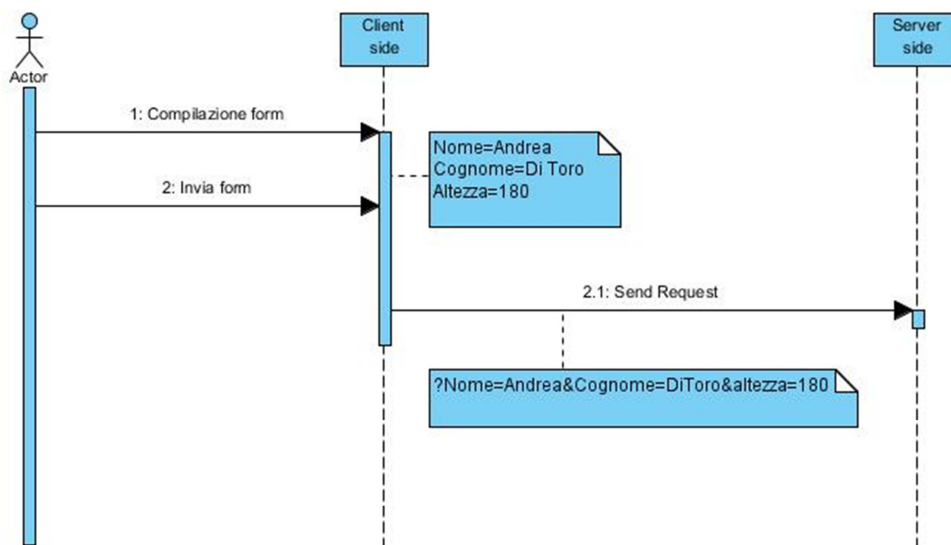 Client
side
Server
side
Actor
1: Compilazione form
Nome=Andrea
Cognome=Di Toro
Altezza=180
2: Invia form
2.1: Send Request
?Nome=Andrea&Cognome=DiToro&altezza=180